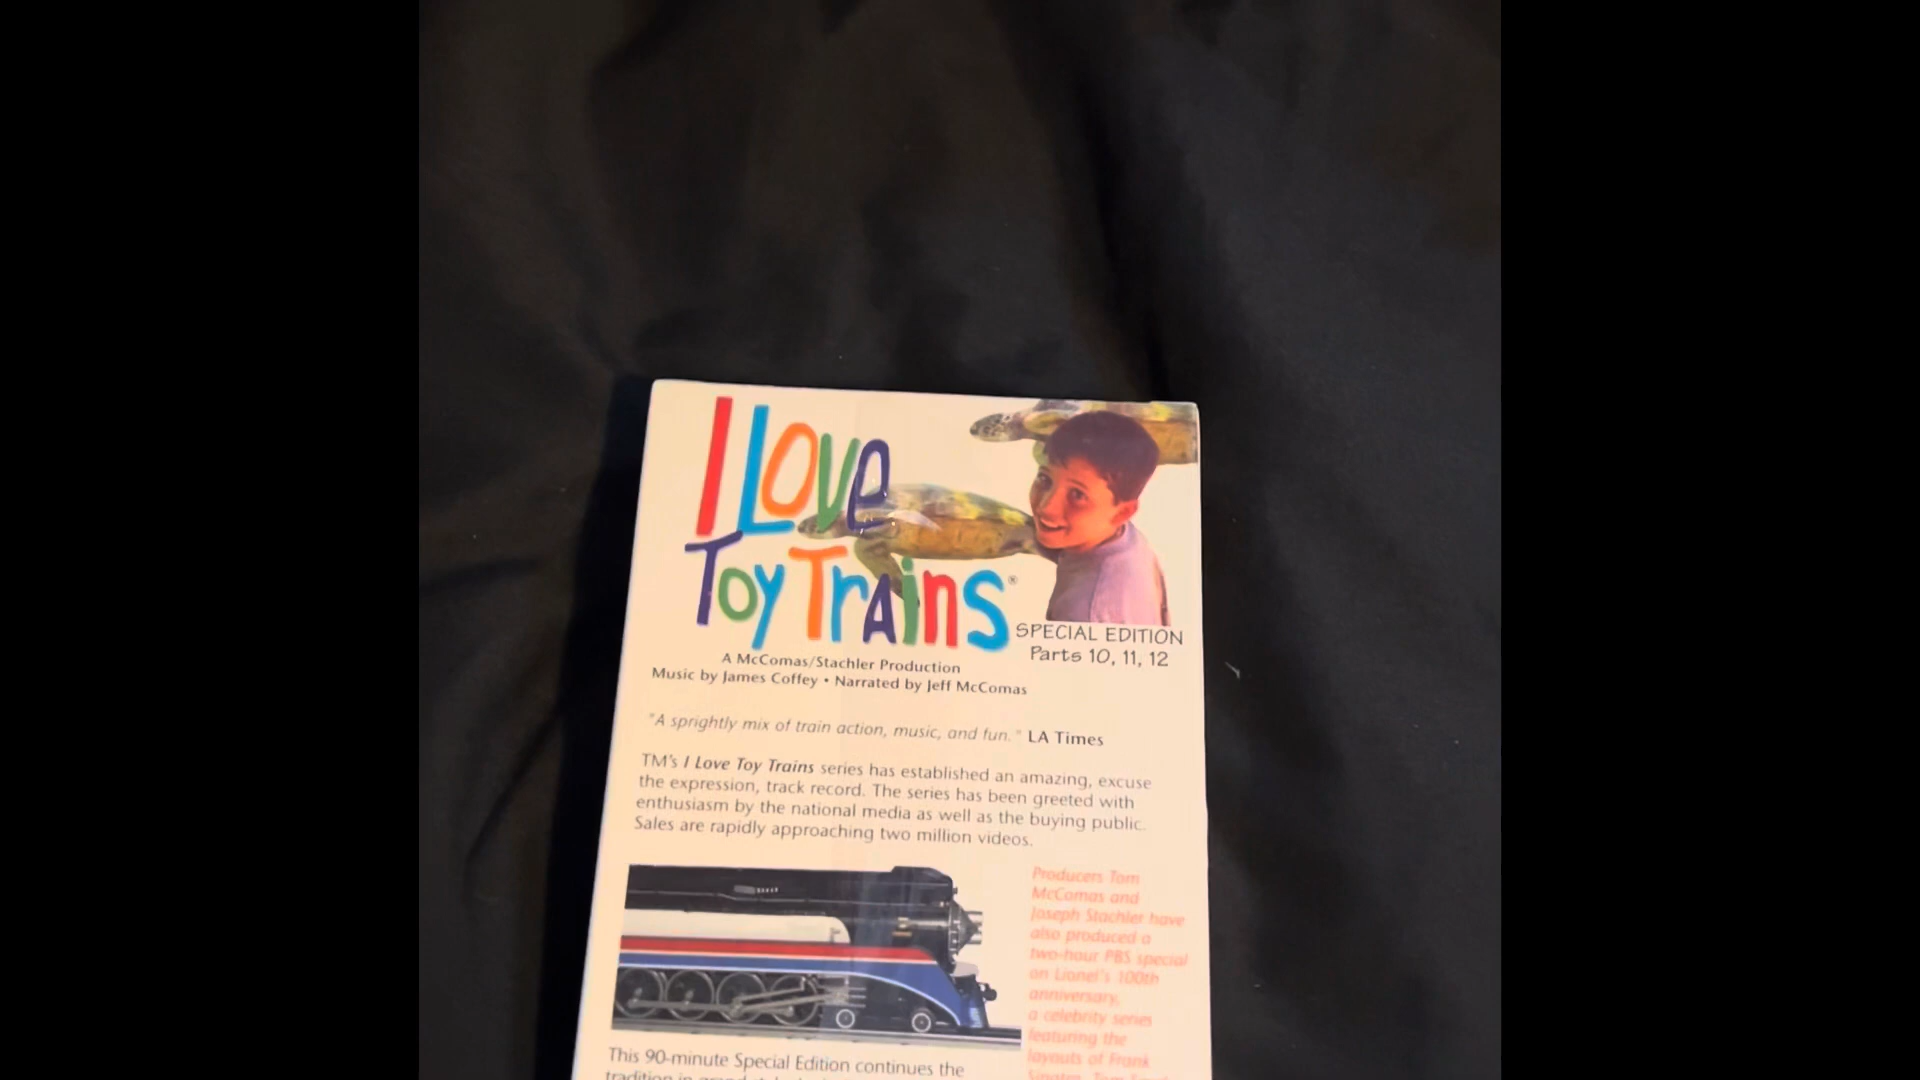 I Love
Toy Trains®
SPECIAL EDITION
Parts 10, 11, 12
A McComas/Stachler Production
Music by James Coffey • Narrated by Jeff McComas
"A sprightly mix of train action, music, and fun." LA Times
TM's I Love Toy Trains series has established an amazing, excuse
the expression, track record. The series has been greeted with
enthusiasm by the national media as well as the buying public.
Sales are rapidly approaching two million videos.
Producers Tom
McComas and
Joseph Stachler have
also produced a
two-hour PBS special
on Lionel's 100th
anniversary,
a celebrity series
featuring the
layouts of Frank
This 90-minute Special Edition continues the
tradition in